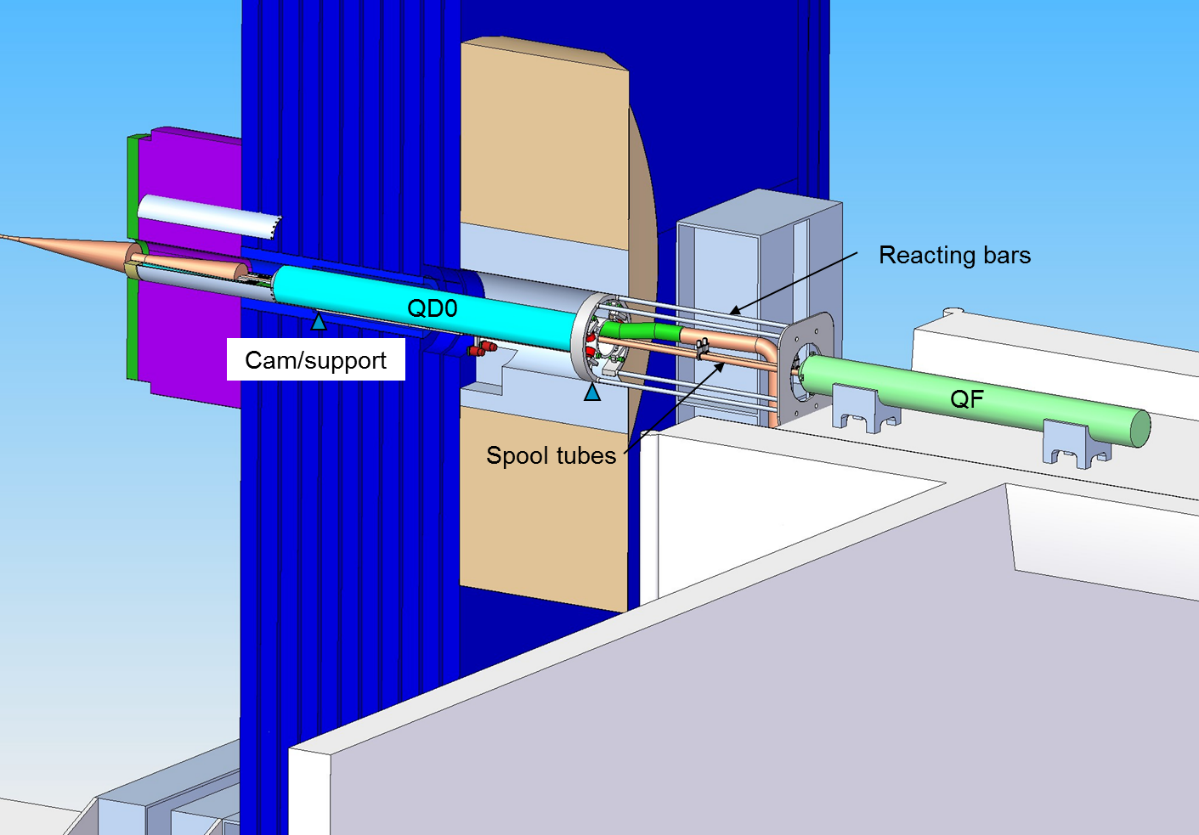 Reacting bars
QD0
Cam/support
QF
Spool tubes